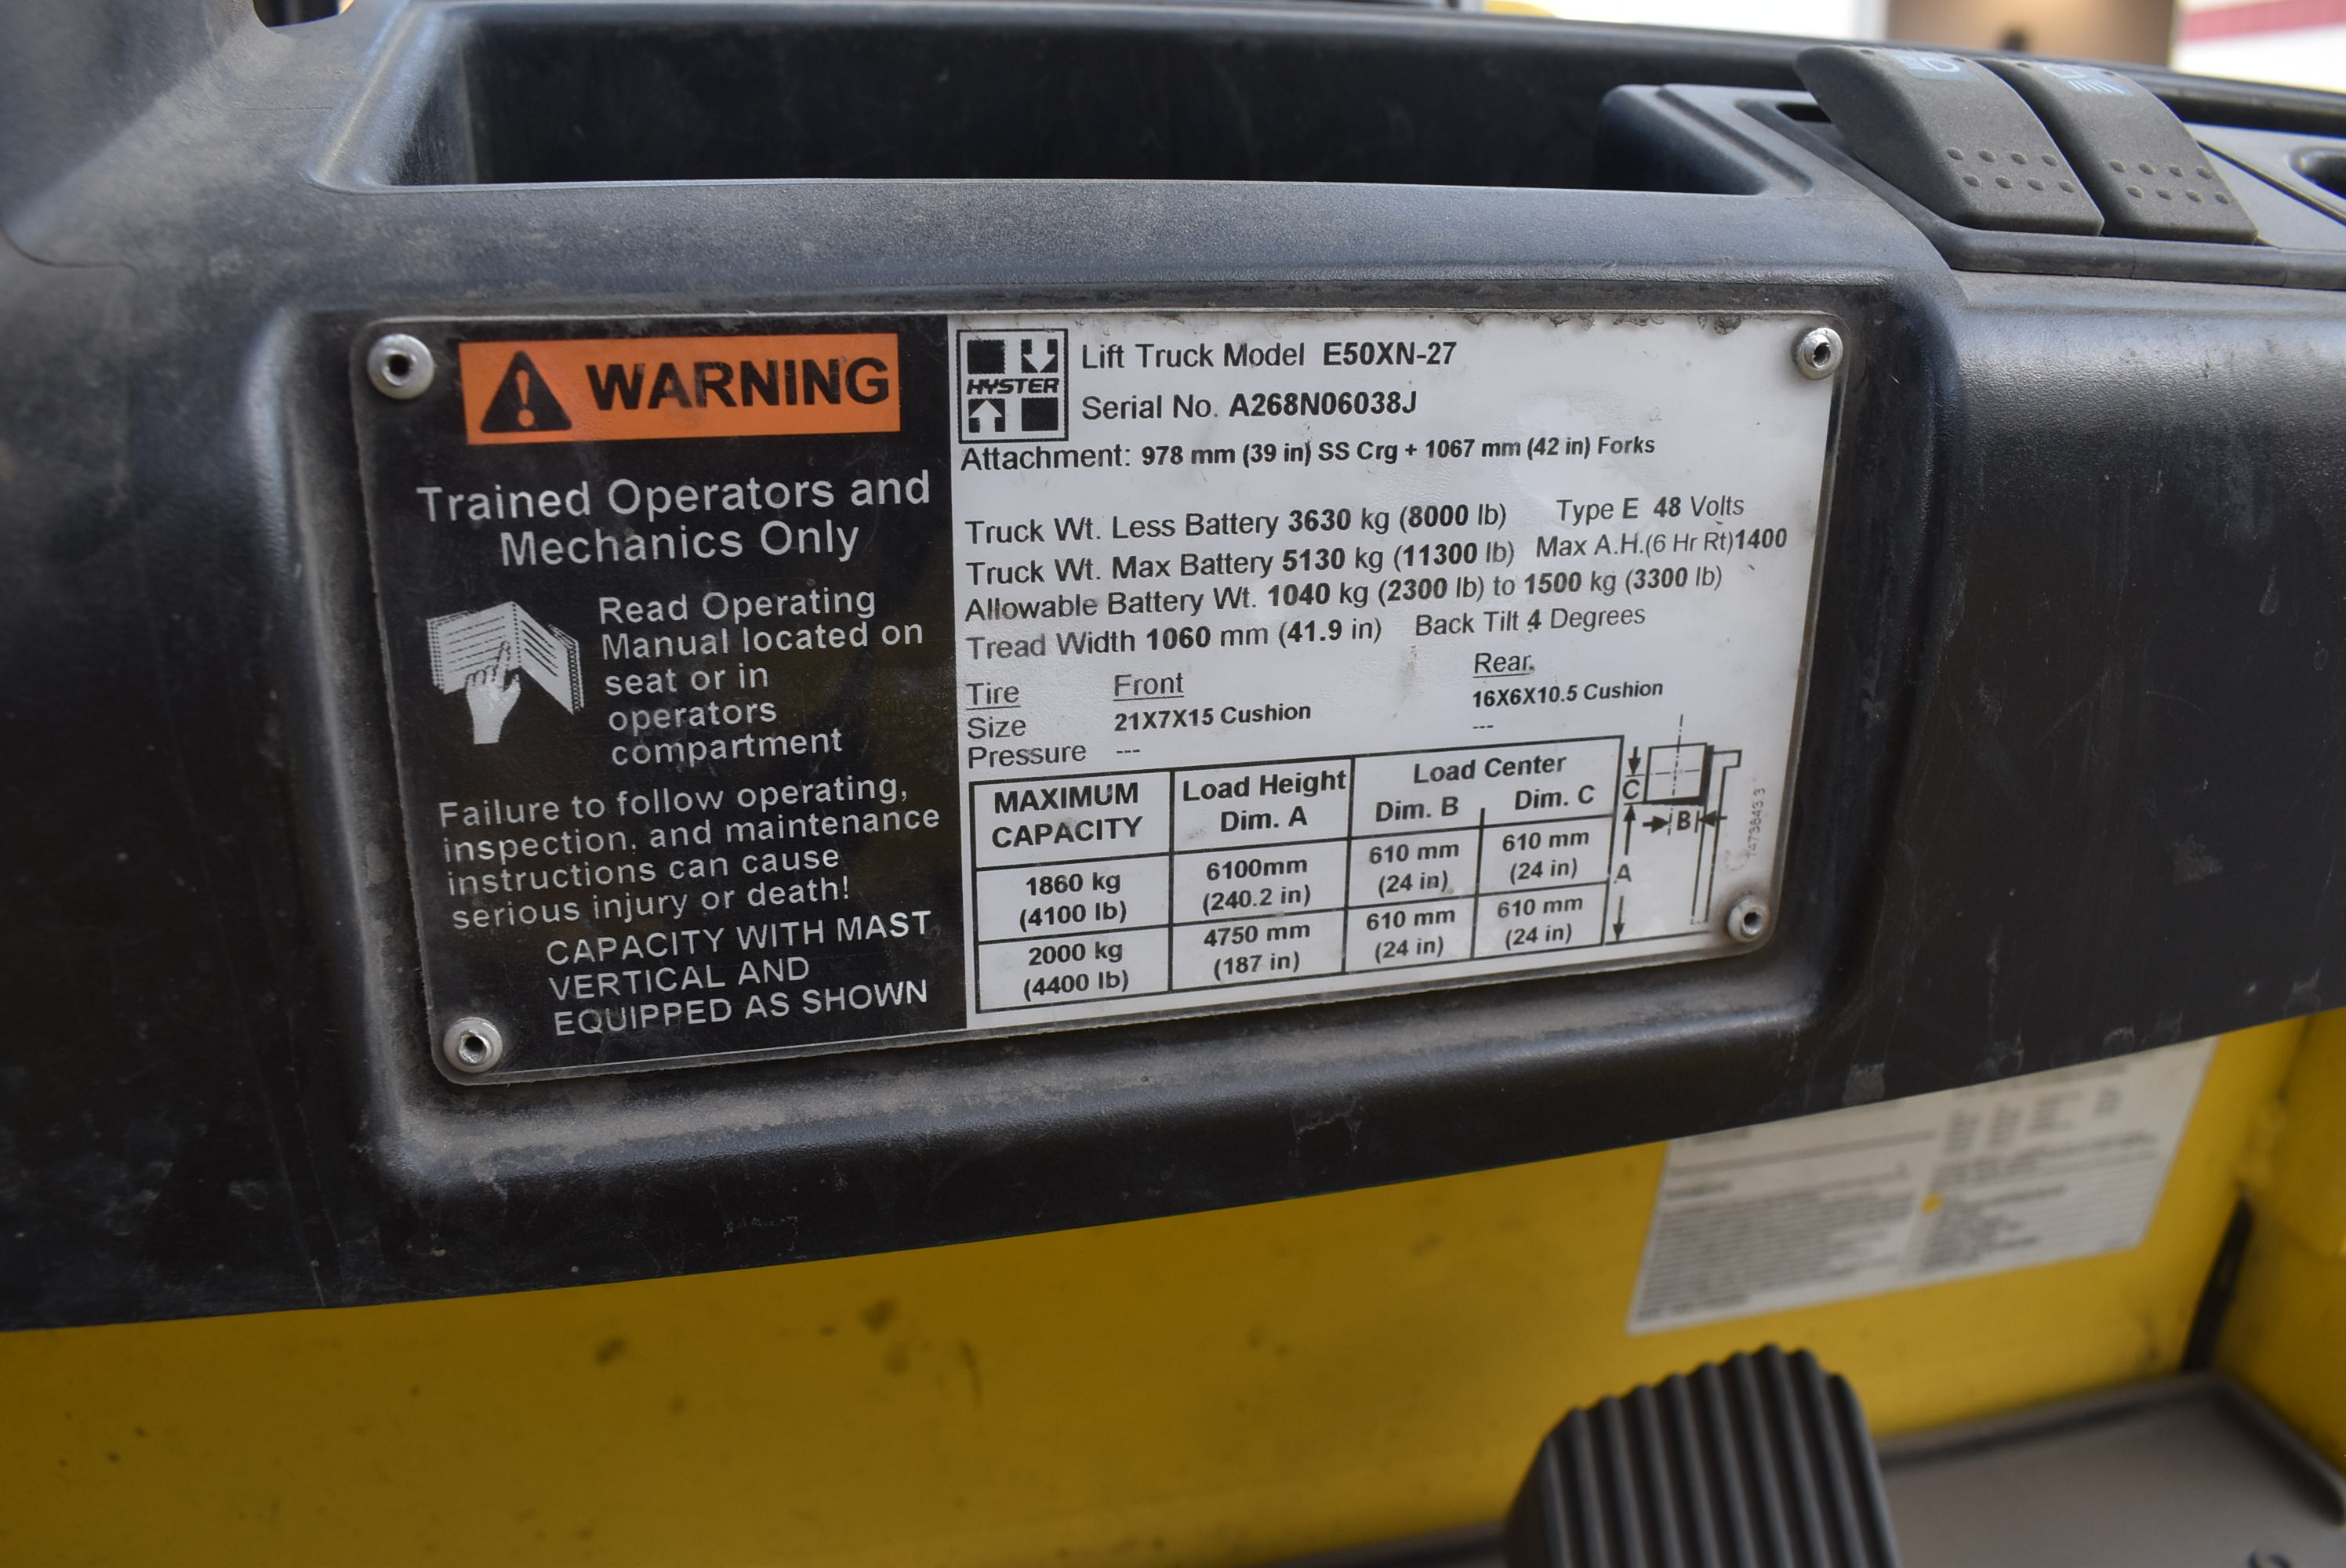 WARNING
Trained Operators and
Mechanics Only
Read Operating
Manual located on
seat or in
operators
compartment
Failure to follow operating,
inspection, and maintenance
instructions can cause
serious injury or death!
CAPACITY WITH MAST
VERTICAL AND
EQUIPPED AS SHOWN
HYSTER
Lift Truck Model E50XN-27
Serial No. A268N06038J
Attachment: 978 mm (39 in) SS Crg + 1067 mm (42 in) Forks
Truck Wt. Less Battery 3630 kg (8000 lb) Type E 48 Volts
Truck Wt. Max Battery 5130 kg (11300 lb) Max A.H.(6 Hr Rt)1400
Allowable Battery Wt. 1040 kg (2300 lb) to 1500 kg (3300 lb)
Tread Width 1060 mm (41.9 in) Back Tilt 4 Degrees
Tire Front Rear
Size 21X7X15 Cushion 16X6X10.5 Cushion
Pressure --- ---
MAXIMUM CAPACITY Load Height Dim. A Load Center Dim. B Dim. C
1860 kg 6100mm 610 mm 610 mm
(4100 lb) (240.2 in) (24 in) (24 in)
2000 kg 4750 mm 610 mm 610 mm
(4400 lb) (187 in) (24 in) (24 in)
C
B
A